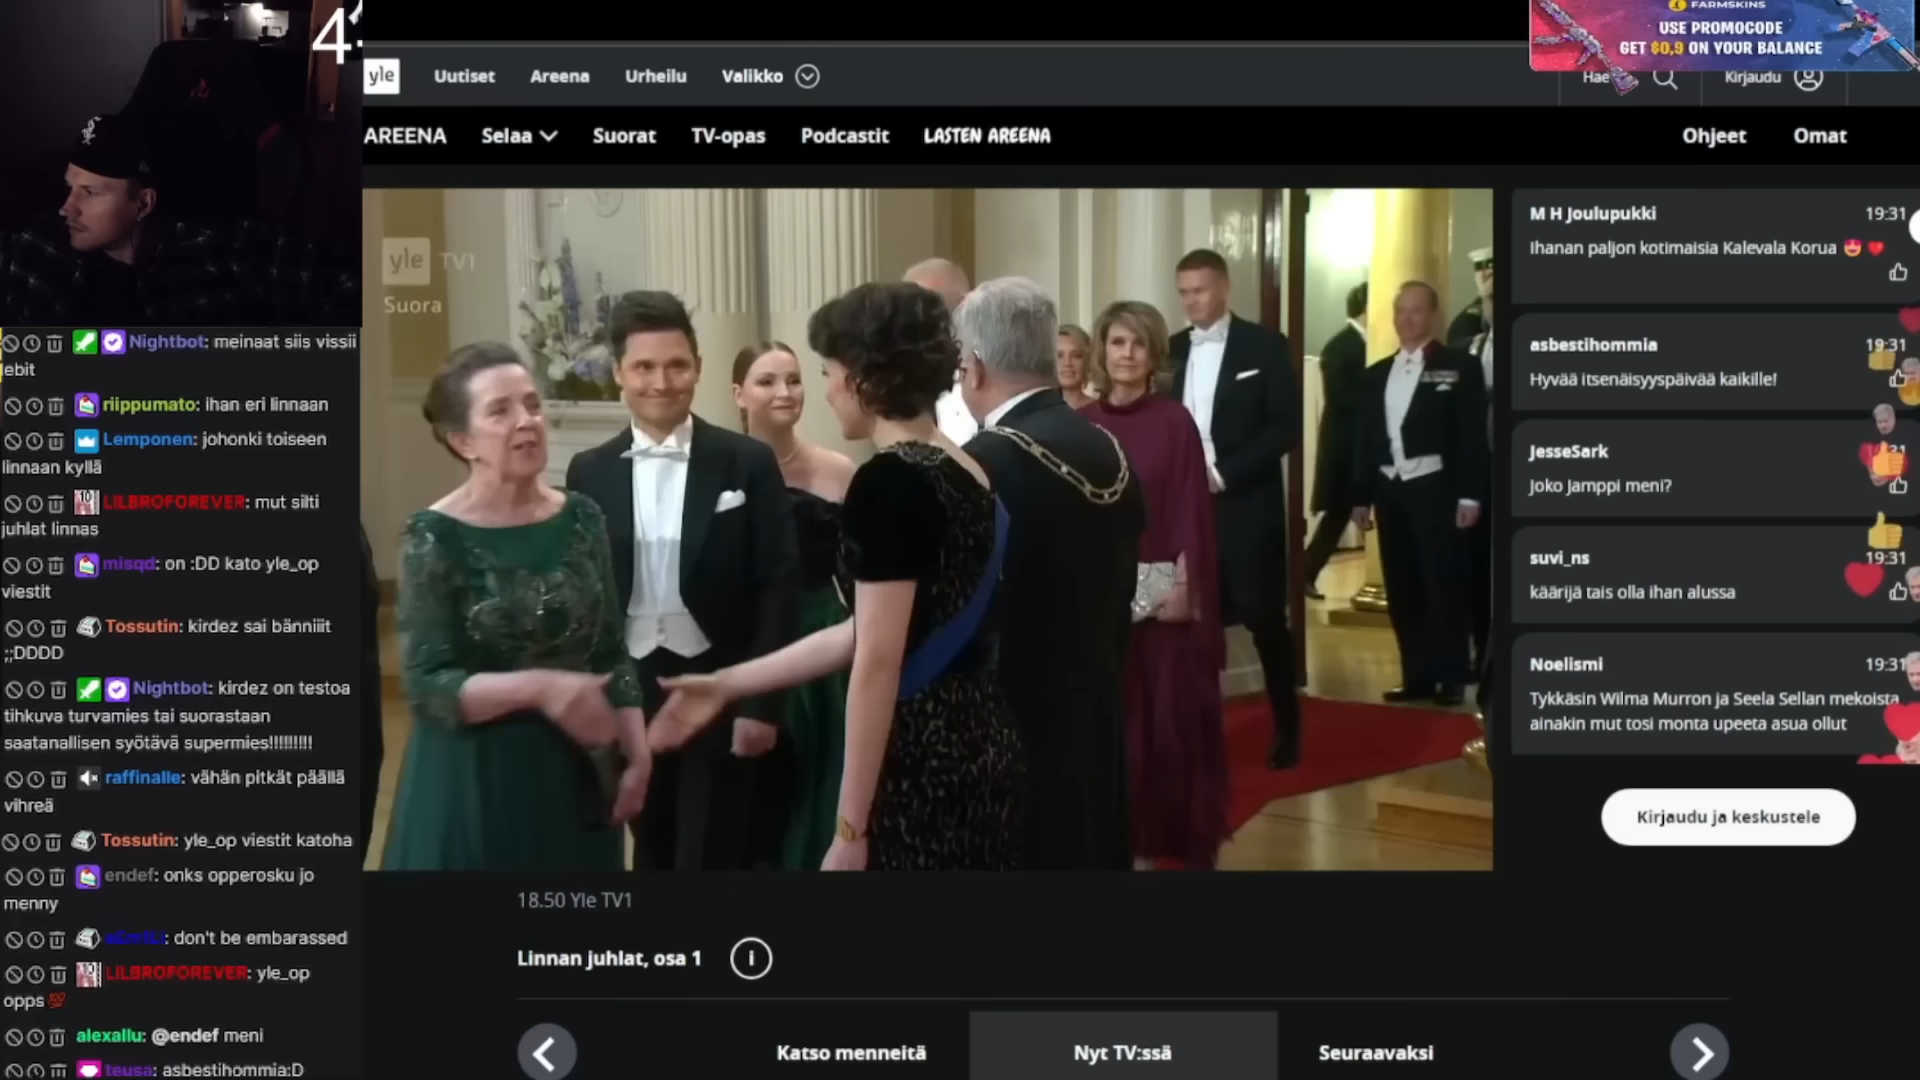 4
FARMSKINS
USE PROMOCODE
GET $0,9 ON YOUR BALANCE
yle
Uutiset
Areena
Urheilu
Valikko
Hae
Kirjaudu
AREENA
Selaa
Suorat
TV-opas
Podcastit
LASTEN AREENA
Ohjeet
Omat
yle TV1
Suora
M H Joulupukki
19:31
Ihanan paljon kotimaisia Kalevala Korua 😍 ❤️
asbestihommia
19:31
Hyvää itsenäisyyspäivää kaikille!
JesseSark
Joko Jamppi meni?
suvi_ns
19:31
käärijä tais olla ihan alussa
Noelismi
19:31
Tykkäsin Wilma Murron ja Seela Sellan mekoista
ainakin mut tosi monta upeeta asua ollut
Kirjaudu ja keskustele
Nightbot: meinaat siis vissii
lebit
riippumato: ihan eri linnaan
Lemponen: johonki toiseen
linnaan kyllä
LILBROFOREVER: mut silti
juhlat linnas
misqd: on :DD kato yle_op
viestit
Tossutin: kirdez sai bänniiit
;;DDDD
Nightbot: kirdez on testoa
tihkuva turvamies tai suorastaan
saatanallisen syötävä supermies!!!!!!!!!
raffinalle: vähän pitkät päällä
vihreä
Tossutin: yle_op viestit katoha
endef: onks opperosku jo
menny
: don't be embarassed
LILBROFOREVER: yle_op
opps 💯
alexallu: @endef meni
teusa: asbestihommia:D
18.50 Yle TV1
Linnan juhlat, osa 1
i
Katso menneitä
Nyt TV:ssä
Seuraavaksi